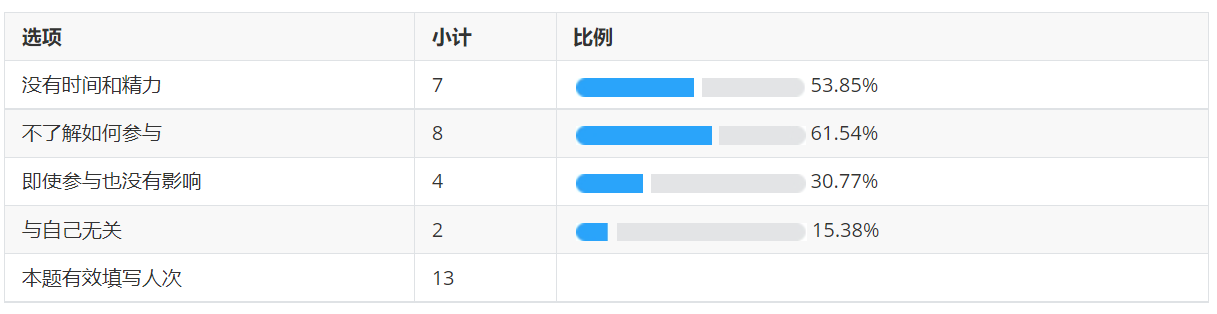 选项 小计 比例
没有时间和精力 7 53.85%
不了解如何参与 8 61.54%
即使参与也没有影响 4 30.77%
与自己无关 2 15.38%
本题有效填写人次 13